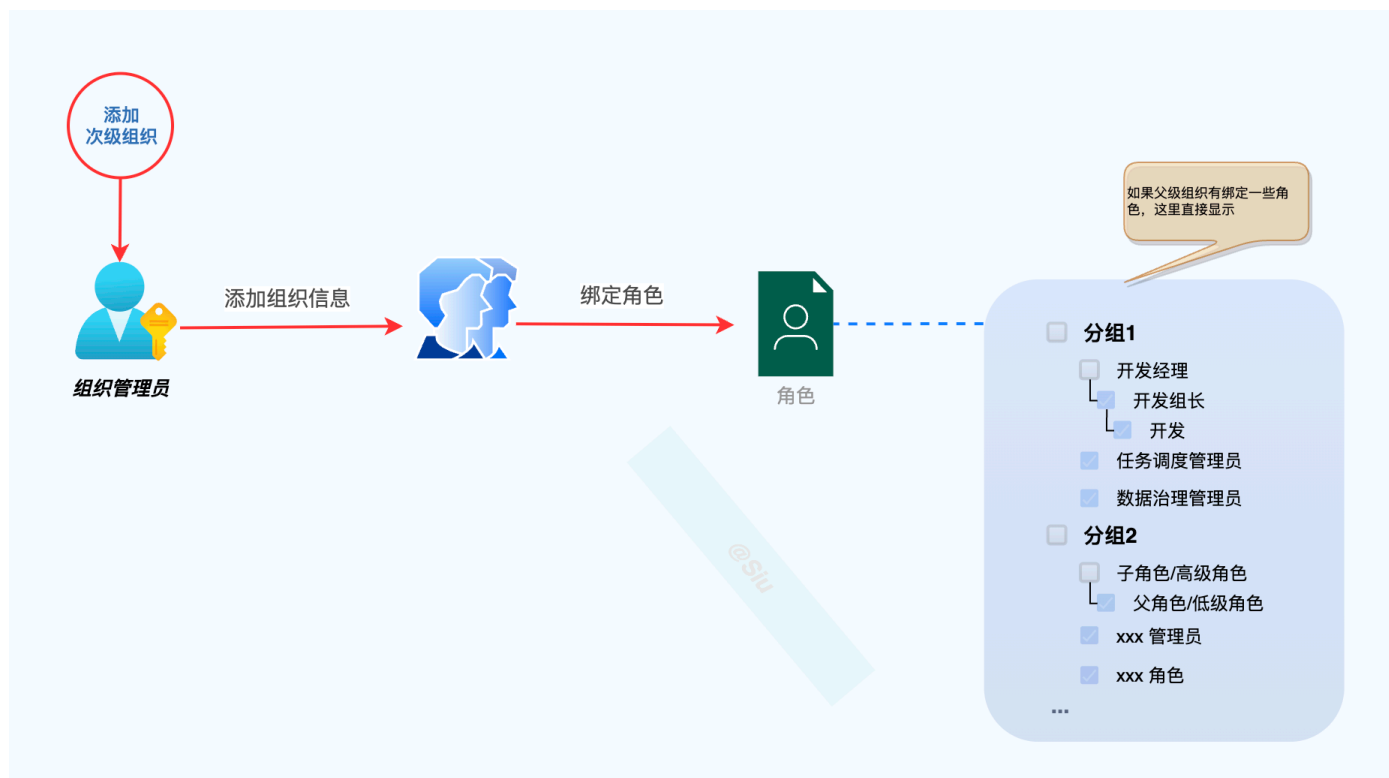 添加
次级组织
组织管理员
添加组织信息
绑定角色
角色
如果父级组织有绑定一些角
色，这里直接显示
分组1
开发经理
开发组长
开发
任务调度管理员
数据治理管理员
分组2
子角色/高级角色
父角色/低级角色
xxx 管理员
xxx 角色
...
@Siu